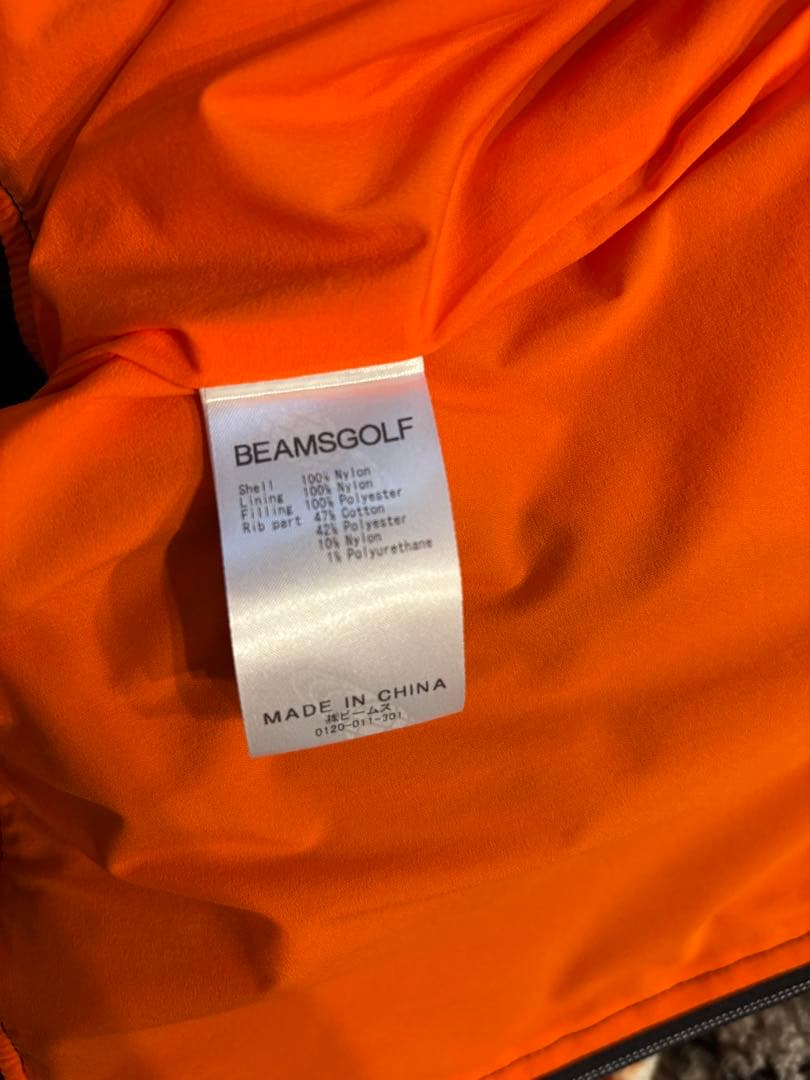 BEAMSGOLF
Shell 100% Nylon
Lining 100% Nylon
Filling 100% Polyester
Rib part 47% Cotton
42% Polyester
10% Nylon
1% Polyurethane
MADE IN CHINA
㈱ビームス
0120-011-301